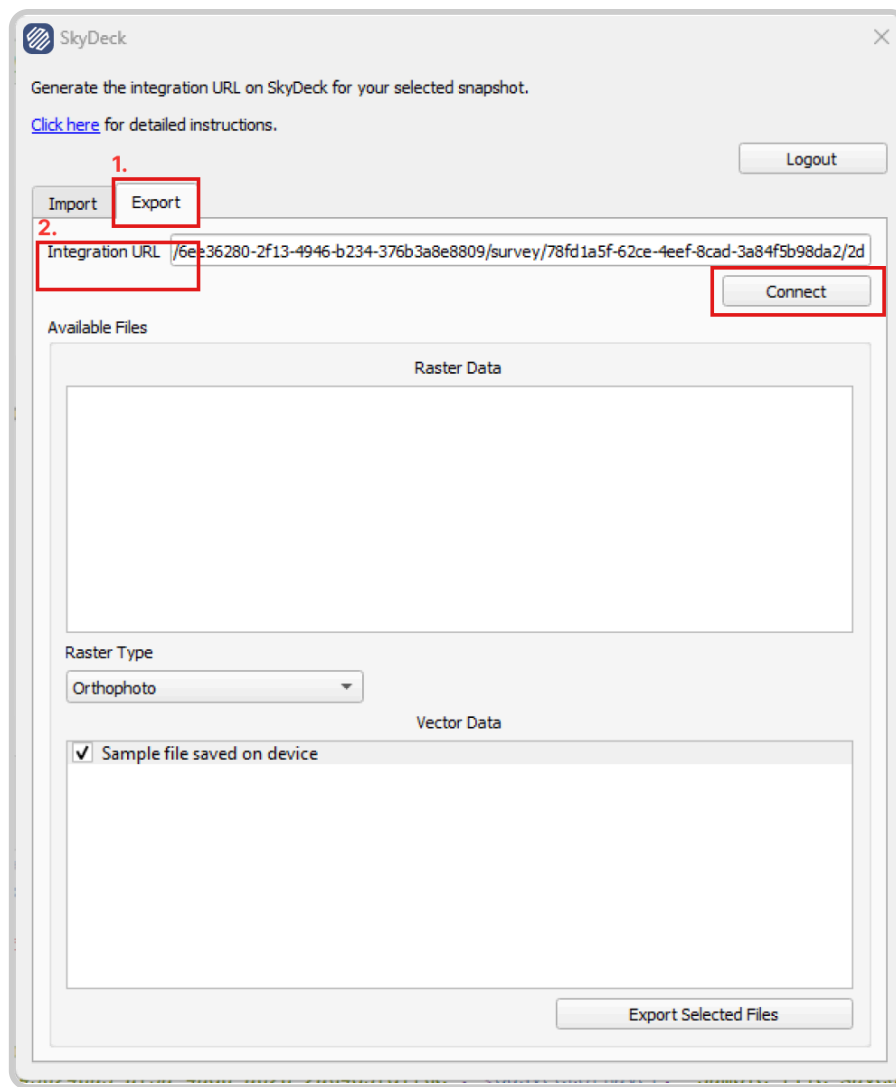 SkyDeck
Generate the integration URL on SkyDeck for your selected snapshot.
Click here for detailed instructions.
Logout
1.
Import Export
2.
Integration URL /6ee36280-2f13-4946-b234-376b3a8e8809/survey/78fd1a5f-62ce-4eef-8cad-3a84f5b98da2/2d
Connect
Available Files
Raster Data
Raster Type
Orthophoto
Vector Data
Sample file saved on device
Export Selected Files